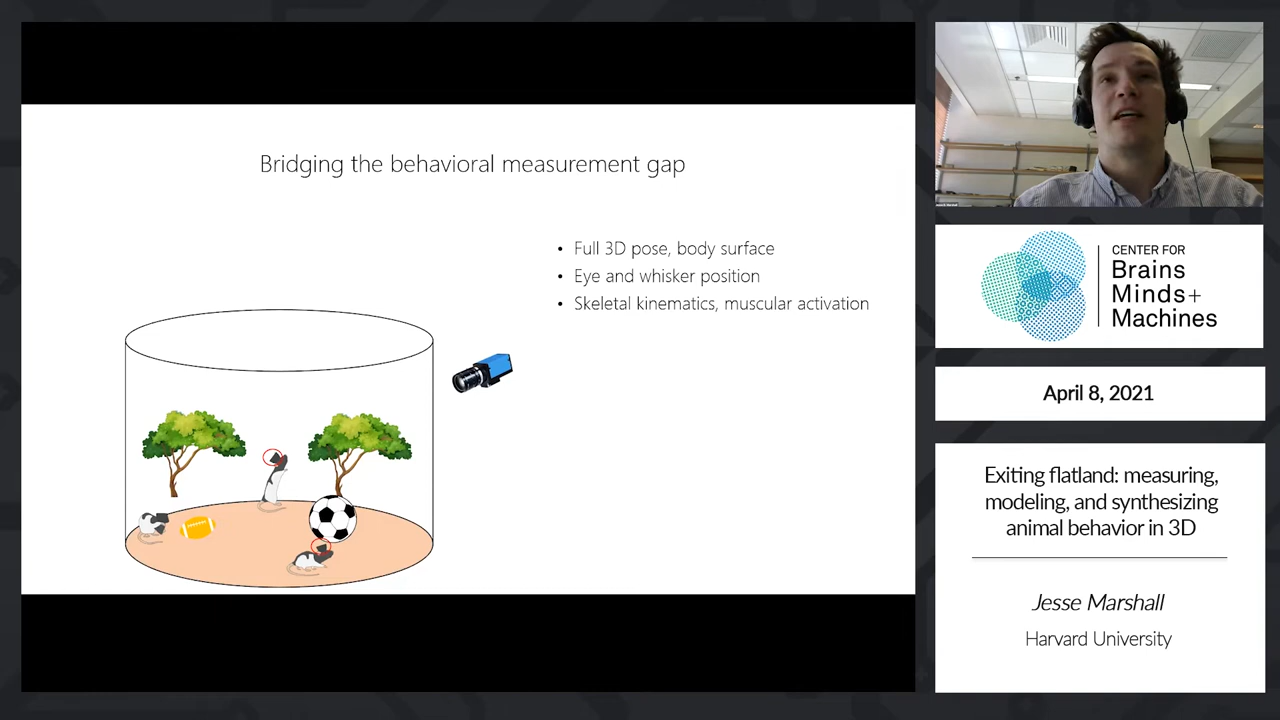 Bridging the behavioral measurement gap
• Full 3D pose, body surface
• Eye and whisker position
• Skeletal kinematics, muscular activation
CENTER FOR
Brains
Minds+
Machines
April 8, 2021
Exiting flatland: measuring,
modeling, and synthesizing
animal behavior in 3D
Jesse Marshall
Harvard University